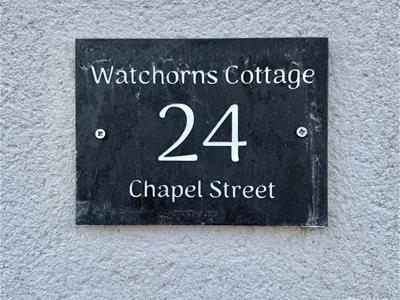 Watchorns Cottage
24
Chapel Street